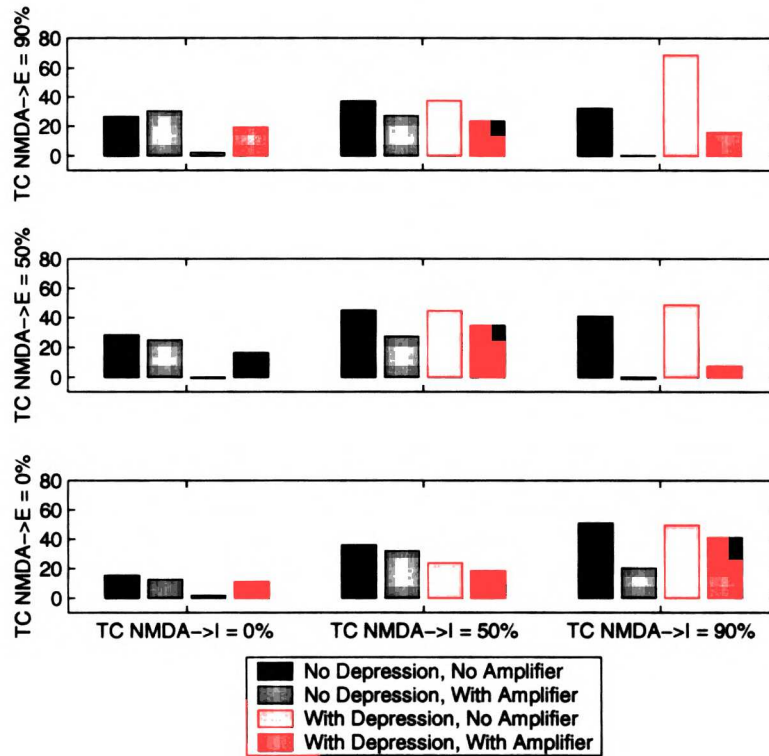 TC NMDA->E = 90%
80
60
40
20
0
TC NMDA->E = 50%
80
60
40
20
0
TC NMDA->E = 0%
80
60
40
20
0
TC NMDA->I = 0%
TC NMDA->I = 50%
TC NMDA->I = 90%
No Depression, No Amplifier
No Depression, With Amplifier
With Depression, No Amplifier
With Depression, With Amplifier